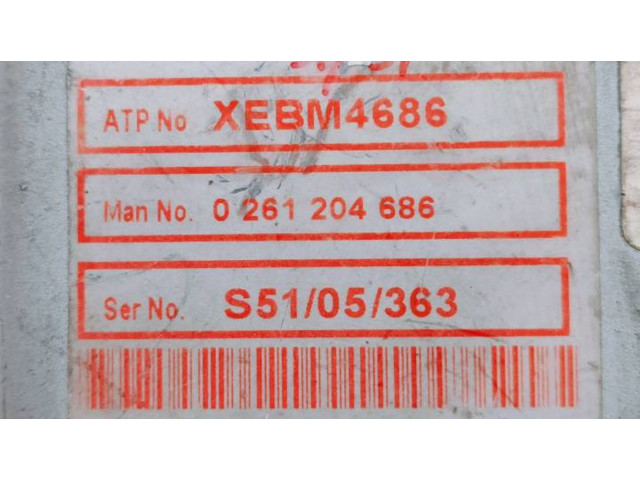 ATP No XEBM4686
Man No. 0 261 204 686
Ser No. S51/05/363